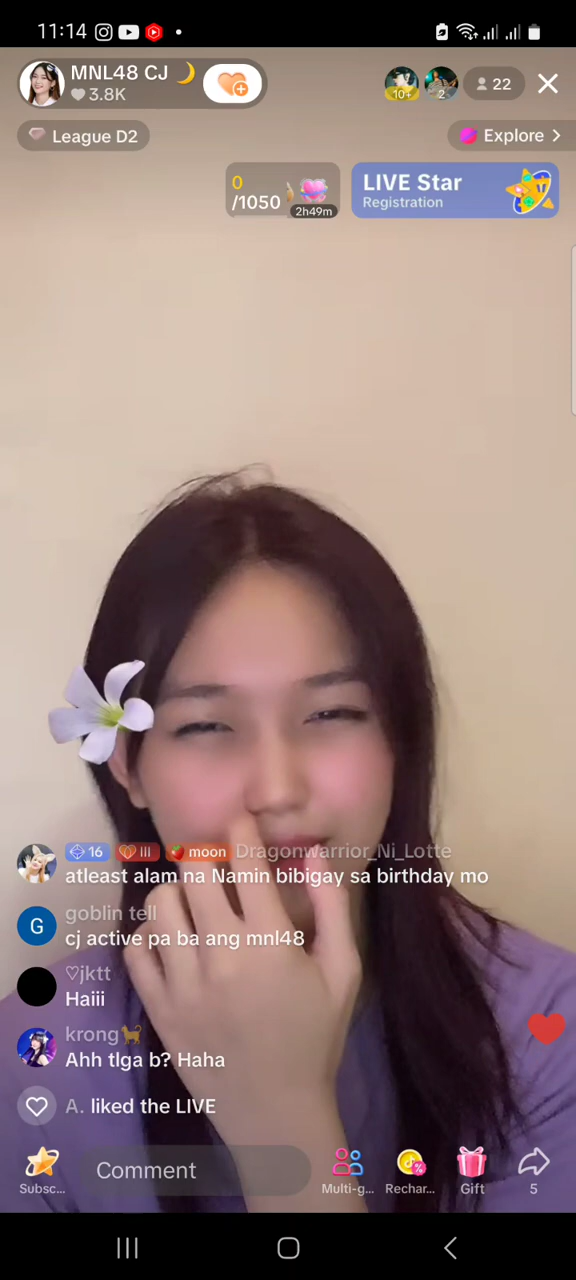 11:14
MNL48 CJ 🌙
3.8K
10+
2
22
League D2
Explore >
0
/1050
2h49m
LIVE Star
Registration
16 III moon Dragonwarrior_Ni_Lotte
atleast alam na Namin bibigay sa birthday mo
G
goblin tell
cj active pa ba ang mnl48
♡jktt
Haiii
krong🐈
Ahh tlga b? Haha
A. liked the LIVE
Comment
Subsc...
Multi-g...
Rechar...
Gift
5